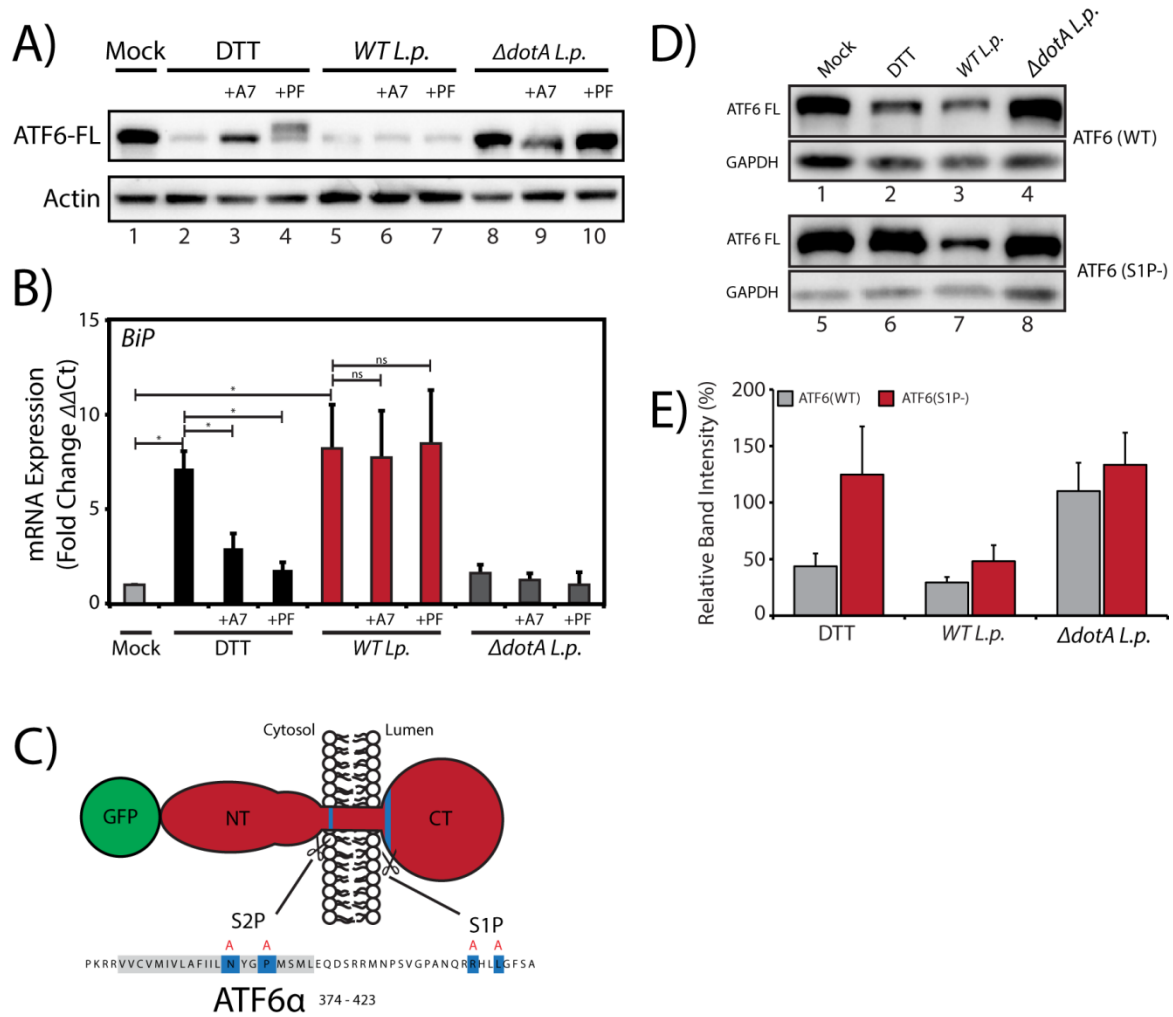 A)
Mock DTT WT L.p. ΔdotA L.p.
+A7 +PF +A7 +PF +A7 +PF
ATF6-FL
Actin
1 2 3 4 5 6 7 8 9 10
B)
BiP
mRNA Expression
(Fold Change ΔΔCt)
15
10
5
0
* * * * ns ns
+A7 +PF +A7 +PF +A7 +PF
Mock DTT WT L.p. ΔdotA L.p.
C)
Cytosol Lumen
GFP NT CT
S2P S1P
A A A A
PKRRVVCVMIVLAFIILNYGPMSMLEQDSRRMNPSVGPANQRRHLLGFSA
ATF6α 374 - 423
D)
Mock DTT WT L.p. ΔdotA L.p.
ATF6 FL
GAPDH
ATF6 (WT)
1 2 3 4
ATF6 FL
GAPDH
ATF6 (S1P-)
5 6 7 8
E)
Relative Band Intensity (%)
200
150
100
50
0
ATF6(WT) ATF6(S1P-)
DTT WT L.p. ΔdotA L.p.